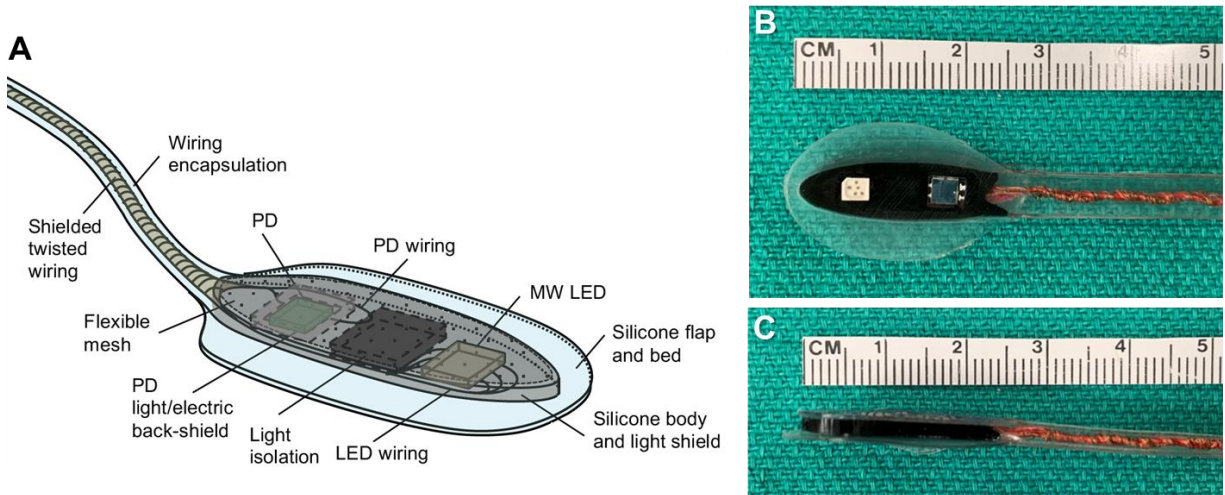 A
Wiring
encapsulation
Shielded
twisted
wiring
PD
PD wiring
MW LED
Flexible
mesh
Silicone flap
and bed
PD
light/electric
back-shield
Light
isolation
LED wiring
Silicone body
and light shield
B
CM 1 2 3 4 5
C
CM 1 2 3 4 5